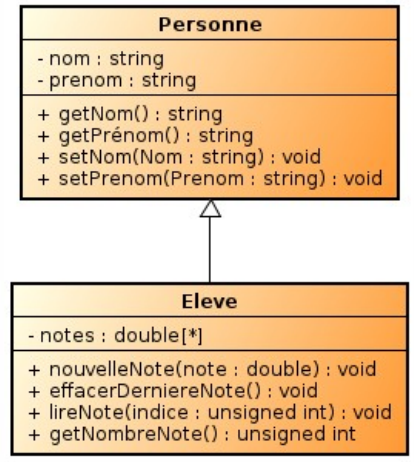 Personne
- nom : string
- prenom : string
+ getNom() : string
+ getPrénom() : string
+ setNom(Nom : string) : void
+ setPrenom(Prenom : string) : void
Eleve
- notes : double[*]
+ nouvelleNote(note : double) : void
+ effacerDerniereNote() : void
+ lireNote(indice : unsigned int) : void
+ getNombreNote() : unsigned int